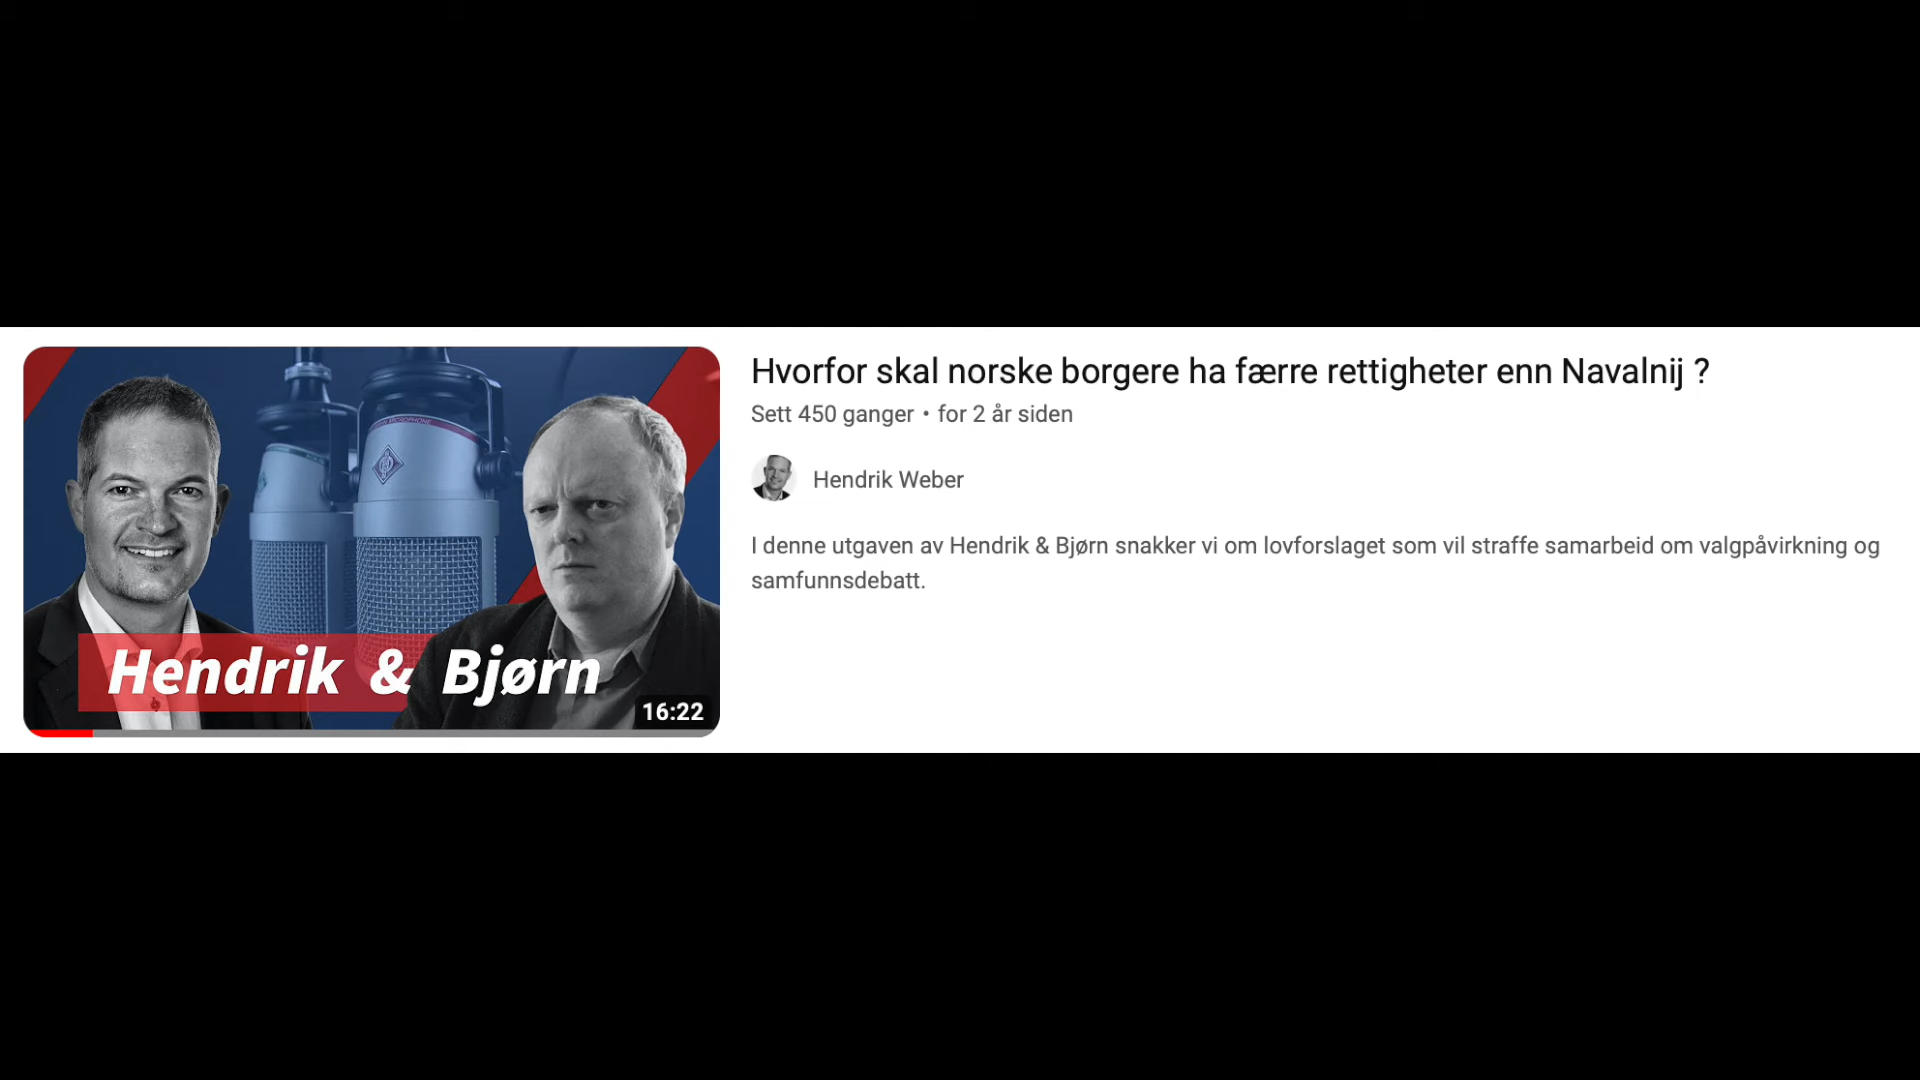 Hvorfor skal norske borgere ha færre rettigheter enn Navalnij ?
Sett 450 ganger • for 2 år siden
Hendrik Weber
I denne utgaven av Hendrik & Bjørn snakker vi om lovforslaget som vil straffe samarbeid om valgpåvirkning og
samfunnsdebatt.
Hendrik & Bjørn
16:22